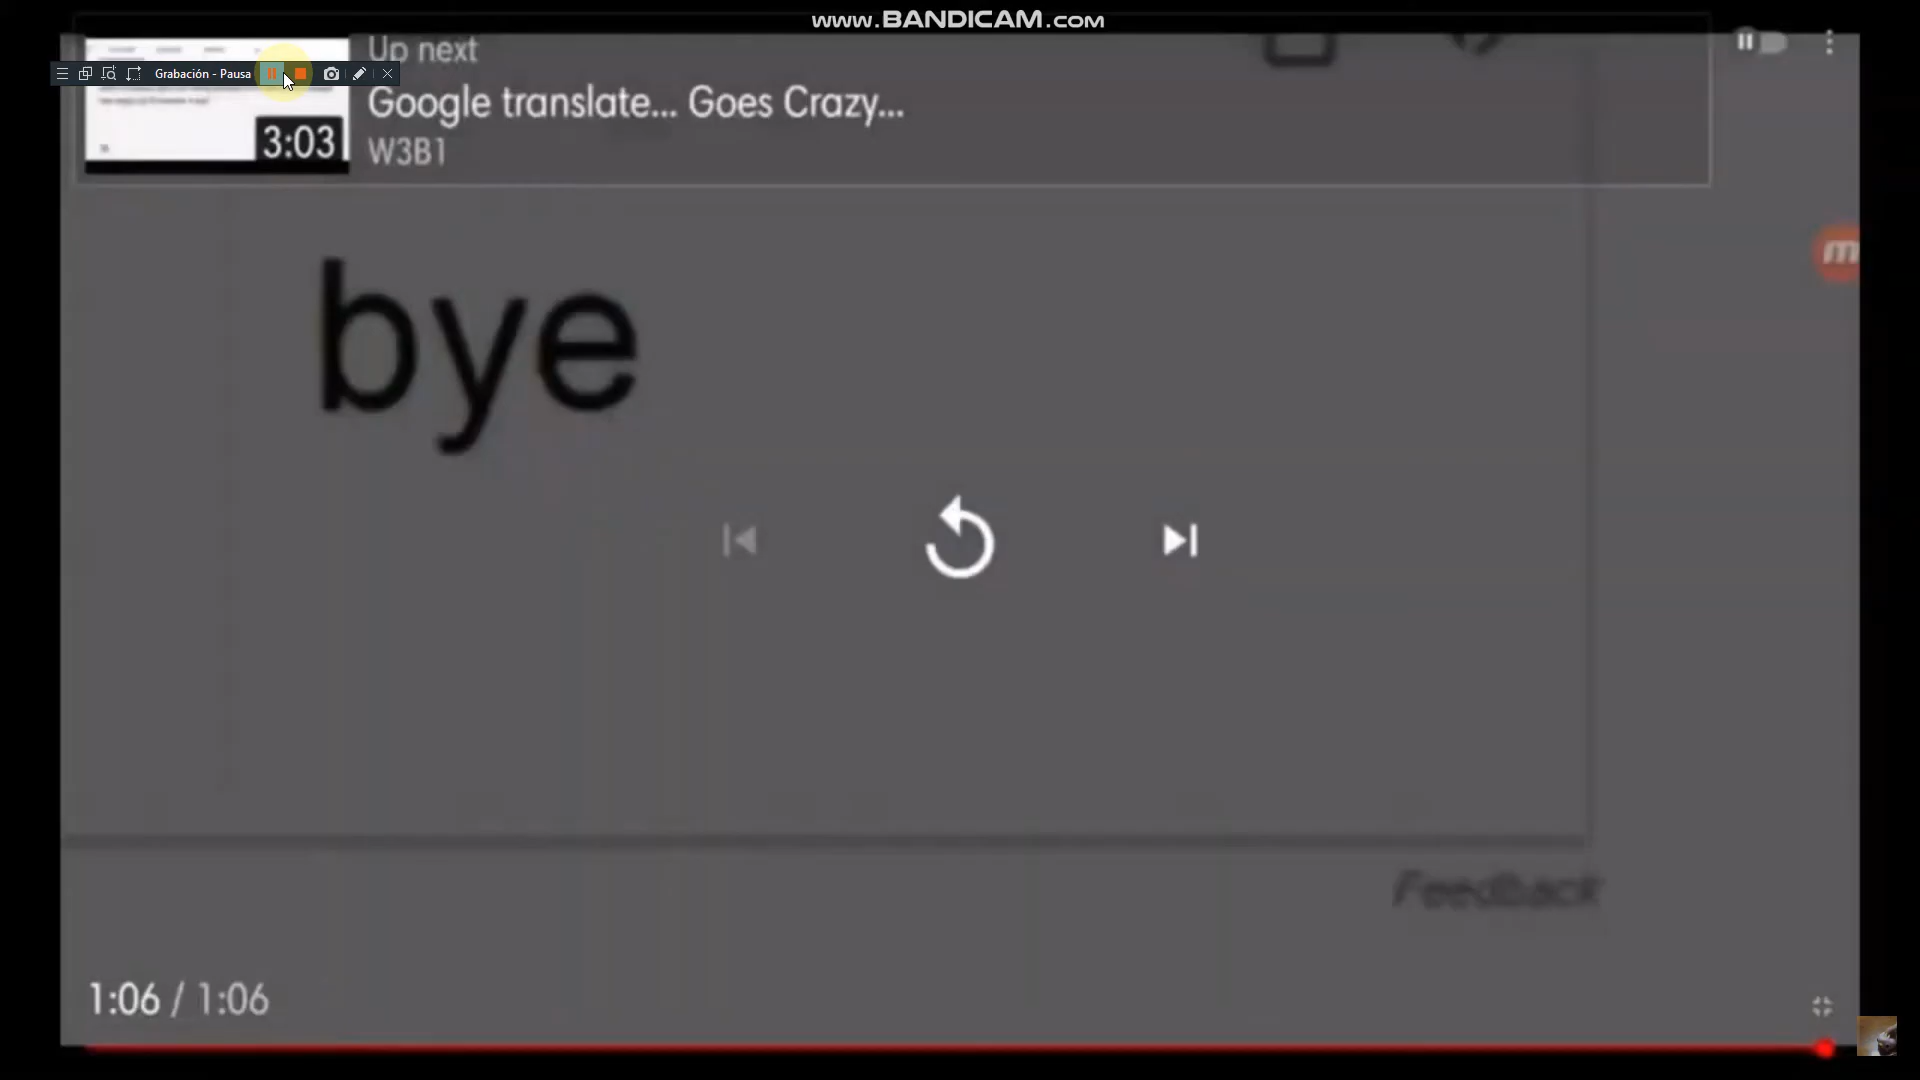 www.BANDICAM.com
Up next
Grabación - Pausa
Google translate... Goes Crazy...
3:03
W3B1
m
bye
Feedback
1:06 / 1:06